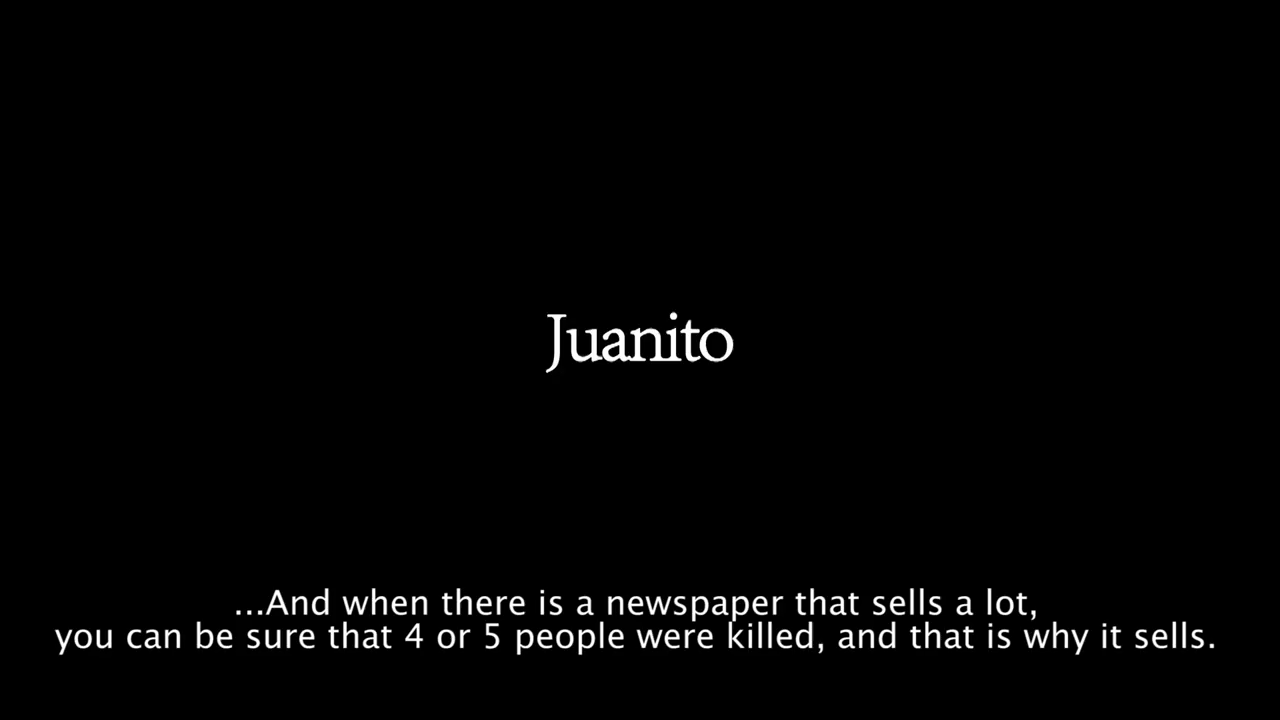 Juanito
...And when there is a newspaper that sells a lot,
you can be sure that 4 or 5 people were killed, and that is why it sells.